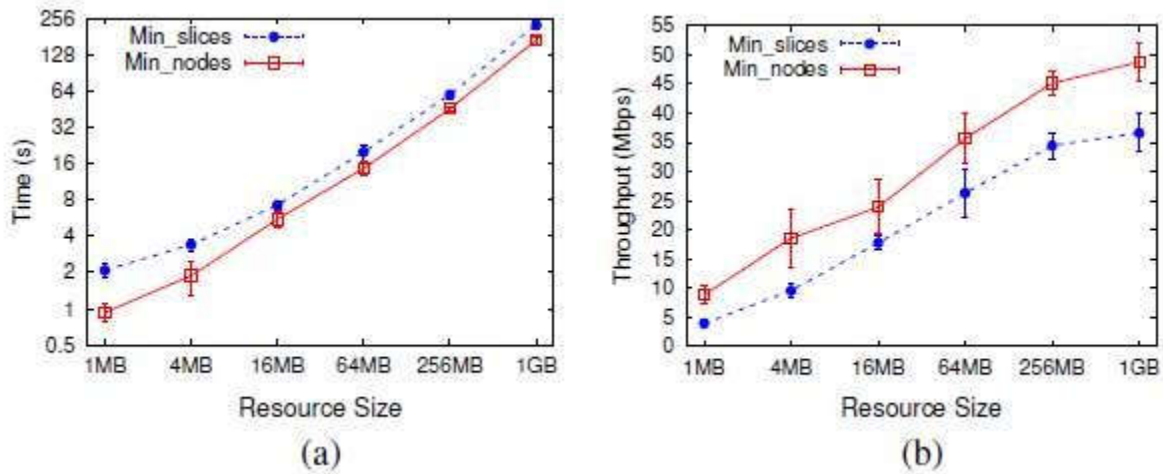 256
128
64
32
16
8
4
2
1
0.5
Time (s)
Min_slices
Min_nodes
1MB 4MB 16MB 64MB 256MB 1GB
Resource Size
(a)
55
50
45
40
35
30
25
20
15
10
5
0
Throughput (Mbps)
Min_slices
Min_nodes
1MB 4MB 16MB 64MB 256MB 1GB
Resource Size
(b)